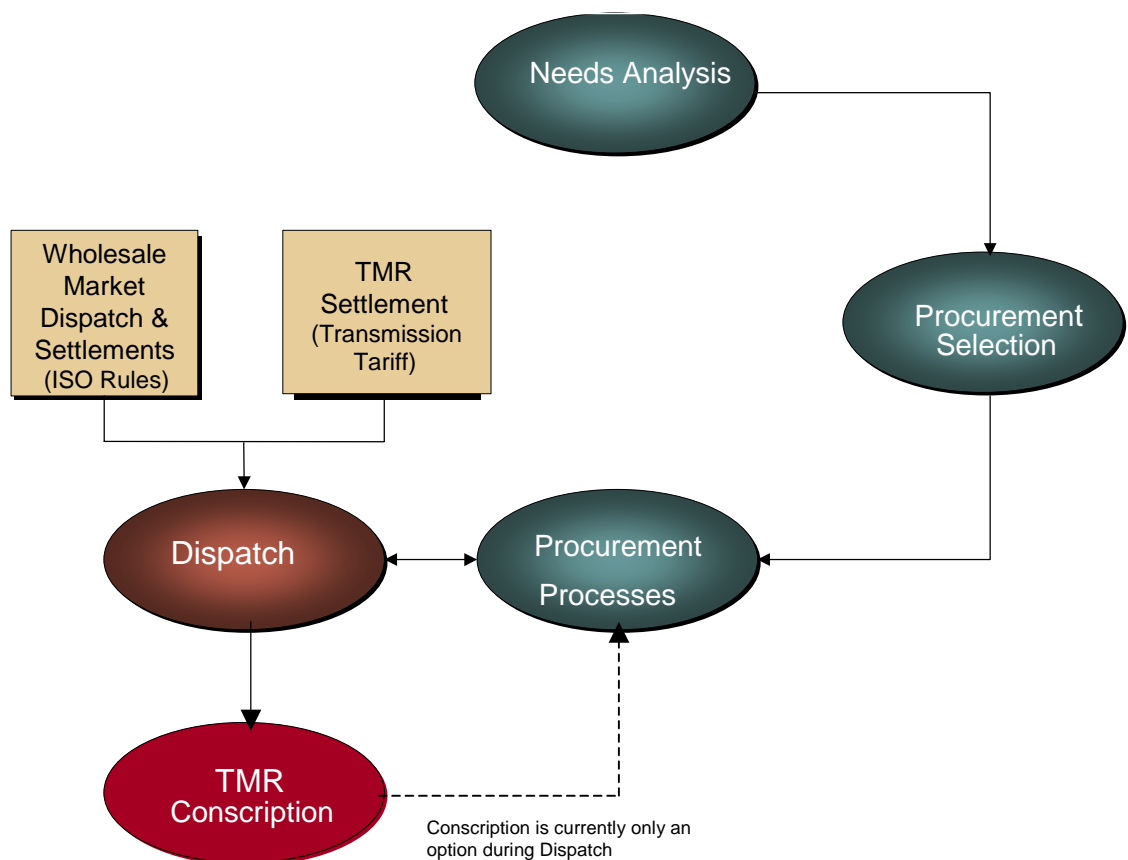 Needs Analysis
Wholesale
Market
Dispatch &
Settlements
(ISO Rules)
TMR
Settlement
(Transmission
Tariff)
Procurement
Selection
Dispatch
Procurement
Processes
TMR
Conscription
Conscription is currently only an
option during Dispatch